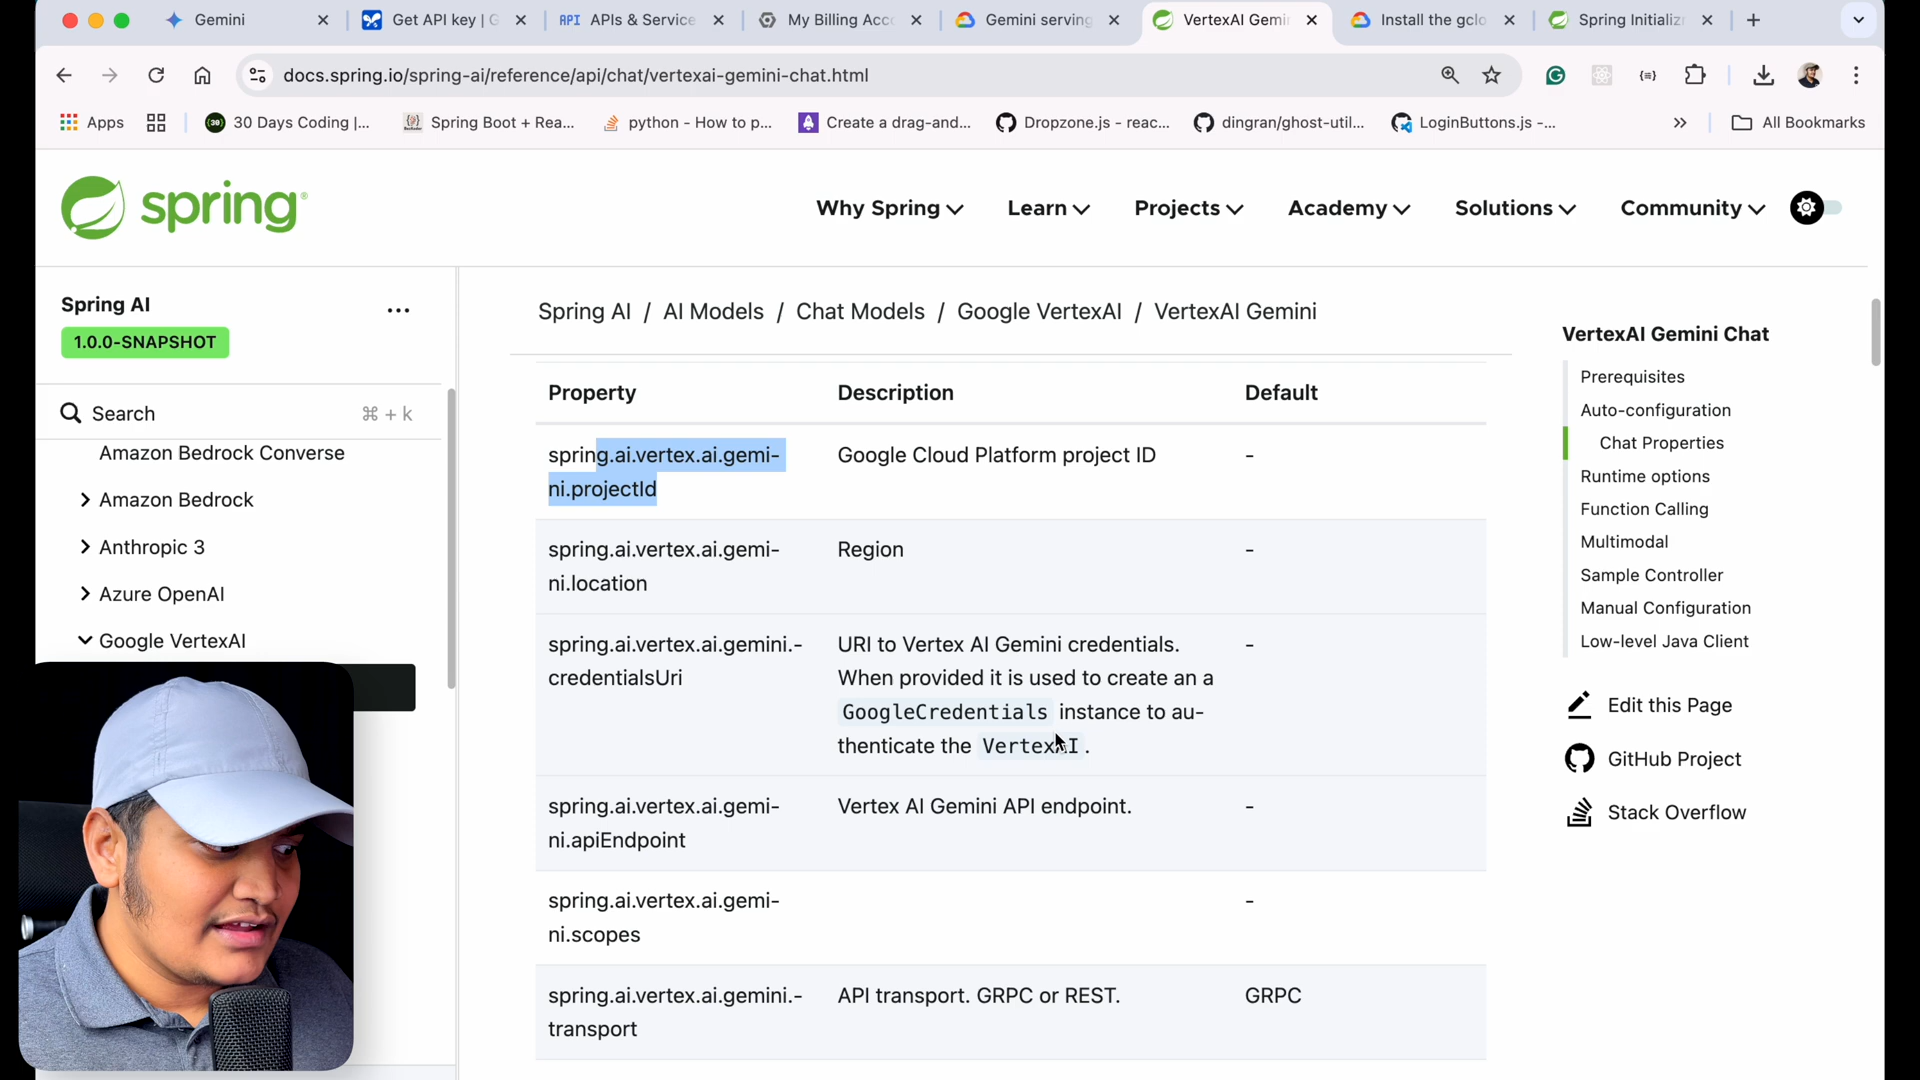 Gemini
Get API key | G
API APIs & Service
My Billing Acc
Gemini serving
VertexAI Gemi
Install the gclo
Spring Initializ
docs.spring.io/spring-ai/reference/api/chat/vertexai-gemini-chat.html
Apps
30 Days Coding |...
Spring Boot + Rea...
python - How to p...
Create a drag-and...
Dropzone.js - reac...
dingran/ghost-util...
LoginButtons.js -...
All Bookmarks
spring
Why Spring
Learn
Projects
Academy
Solutions
Community
Spring AI
1.0.0-SNAPSHOT
Search ⌘ + k
Amazon Bedrock Converse
Amazon Bedrock
Anthropic 3
Azure OpenAI
Google VertexAI
Spring AI / AI Models / Chat Models / Google VertexAI / VertexAI Gemini
Property Description Default
spring.ai.vertex.ai.gemi-
ni.projectId
Google Cloud Platform project ID
-
spring.ai.vertex.ai.gemi-
ni.location
Region
-
spring.ai.vertex.ai.gemini.-
credentialsUri
URI to Vertex AI Gemini credentials.
When provided it is used to create an a
GoogleCredentials instance to au-
thenticate the VertexAI.
-
spring.ai.vertex.ai.gemi-
ni.apiEndpoint
Vertex AI Gemini API endpoint.
-
spring.ai.vertex.ai.gemi-
ni.scopes
-
spring.ai.vertex.ai.gemini.-
transport
API transport. GRPC or REST.
GRPC
VertexAI Gemini Chat
Prerequisites
Auto-configuration
Chat Properties
Runtime options
Function Calling
Multimodal
Sample Controller
Manual Configuration
Low-level Java Client
Edit this Page
GitHub Project
Stack Overflow